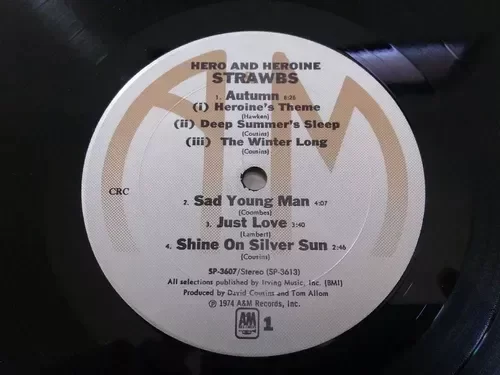 HERO AND HEROINE
STRAWBS
1. Autumn 8:35
(i) Heroine's Theme
(Hawken)
(ii) Deep Summer's Sleep
(Cousins)
(iii) The Winter Long
(Cousins)
CRC
2. Sad Young Man 4:07
(Coombes)
3. Just Love 3:40
(Lambert)
4. Shine On Silver Sun 2:46
(Cousins)
SP-3607/Stereo (SP-3613)
All selections published by Irving Music, Inc. (BMI)
Produced by David Cousins and Tom Allom
℗ 1974 A&M Records, Inc.
A&M
RECORDS
1